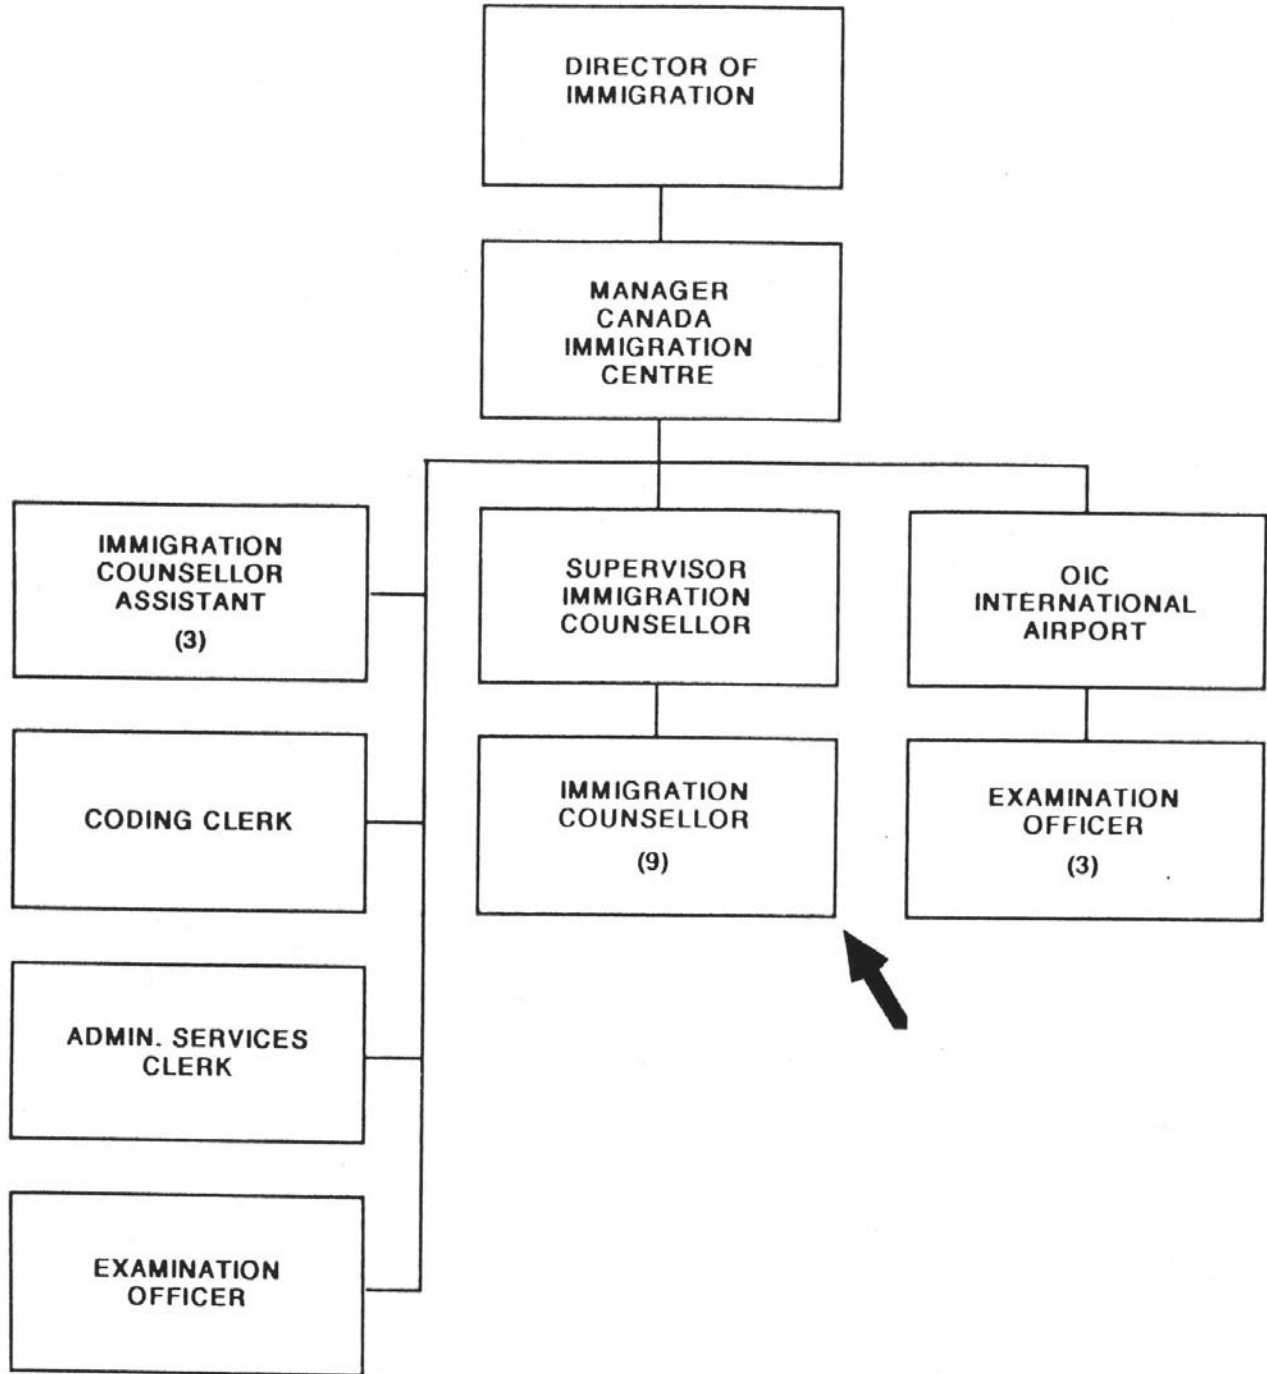 DIRECTOR OF
IMMIGRATION
MANAGER
CANADA
IMMIGRATION
CENTRE
IMMIGRATION
COUNSELLOR
ASSISTANT
(3)
SUPERVISOR
IMMIGRATION
COUNSELLOR
OIC
INTERNATIONAL
AIRPORT
CODING CLERK
IMMIGRATION
COUNSELLOR
(9)
EXAMINATION
OFFICER
(3)
ADMIN. SERVICES
CLERK
EXAMINATION
OFFICER